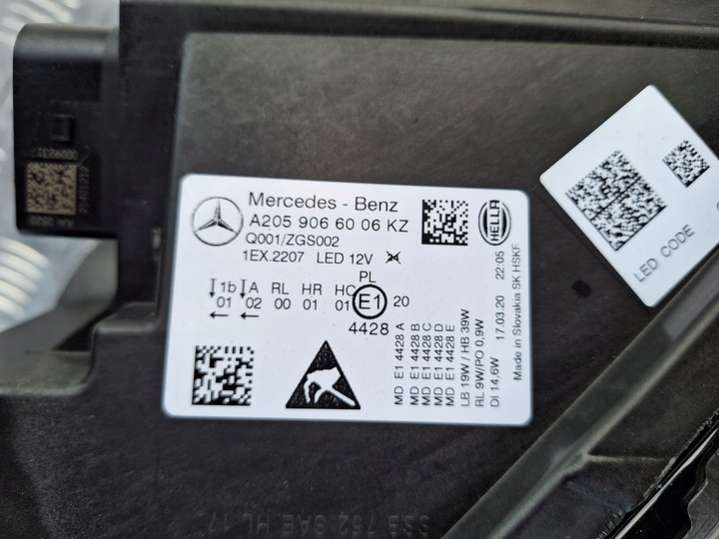 Mercedes - Benz
A205 906 60 06 KZ
Q001/ZGS002
1EX.2207 LED 12V
HELLA
PL
1b A RL HR HC E1 20
01 02 00 01 01
4428
MD E1 4428 A
MD E1 4428 B
MD E1 4428 C
MD E1 4428 D
MD E1 4428 E
LB 19W / HB 39W
RL 9W/PO 0,9W
DI 14,6W
17.03.20 22:05
Made in Slovakia SK HSKF
LED CODE